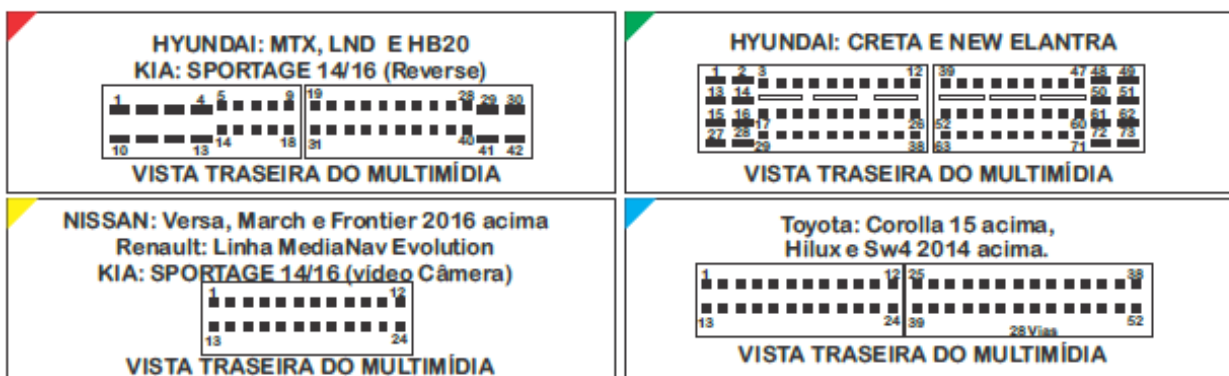 HYUNDAI: MTX, LND E HB20
KIA: SPORTAGE 14/16 (Reverse)
1 4 5 9 19 28 29 30
10 13 14 18 31 40 41 42
VISTA TRASEIRA DO MULTIMÍDIA
HYUNDAI: CRETA E NEW ELANTRA
1 2 3 12 39 47 48 49
13 14 50 51
15 16 17 26 52 60 61 62
27 28 29 38 63 71 72 73
VISTA TRASEIRA DO MULTIMÍDIA
NISSAN: Versa, March e Frontier 2016 acima
Renault: Linha MediaNav Evolution
KIA: SPORTAGE 14/16 (vídeo Câmera)
1 12
13 24
VISTA TRASEIRA DO MULTIMÍDIA
Toyota: Corolla 15 acima,
Hilux e Sw4 2014 acima.
1 12 25 38
13 24 39 52
28 Vias
VISTA TRASEIRA DO MULTIMÍDIA